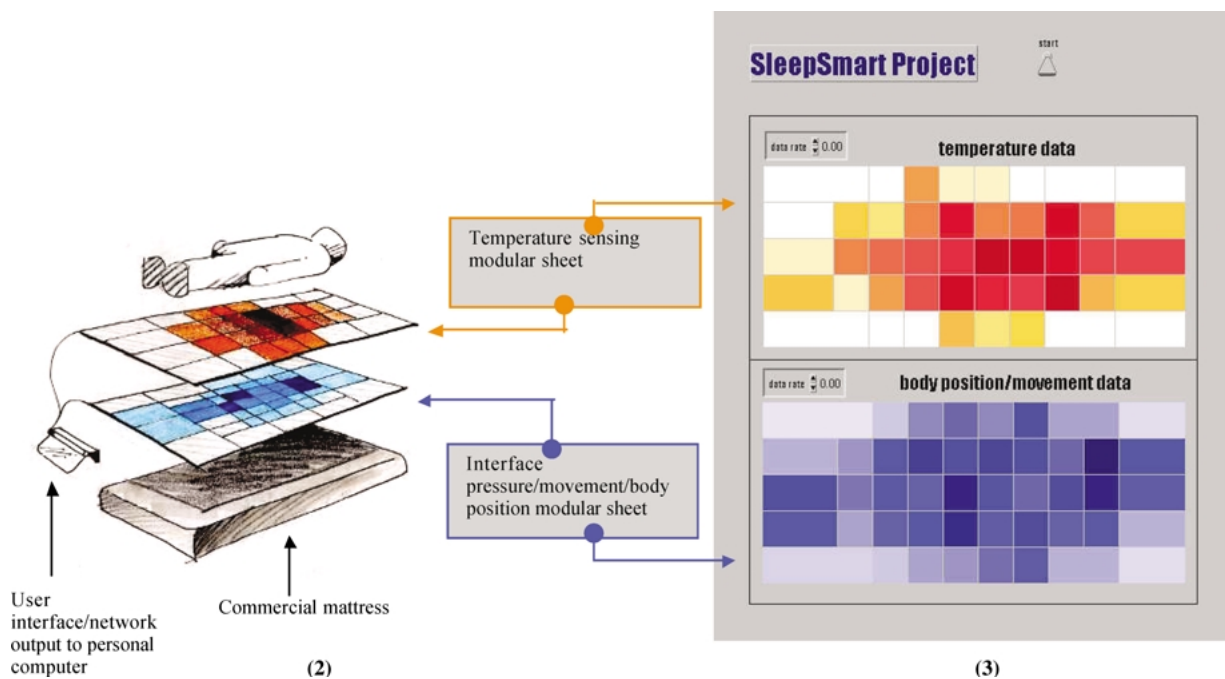 SleepSmart Project
start
data rate 0.00
temperature data
Temperature sensing
modular sheet
data rate 0.00
body position/movement data
Interface
pressure/movement/body
position modular sheet
User
interface/network
output to personal
computer
Commercial mattress
(2)
(3)